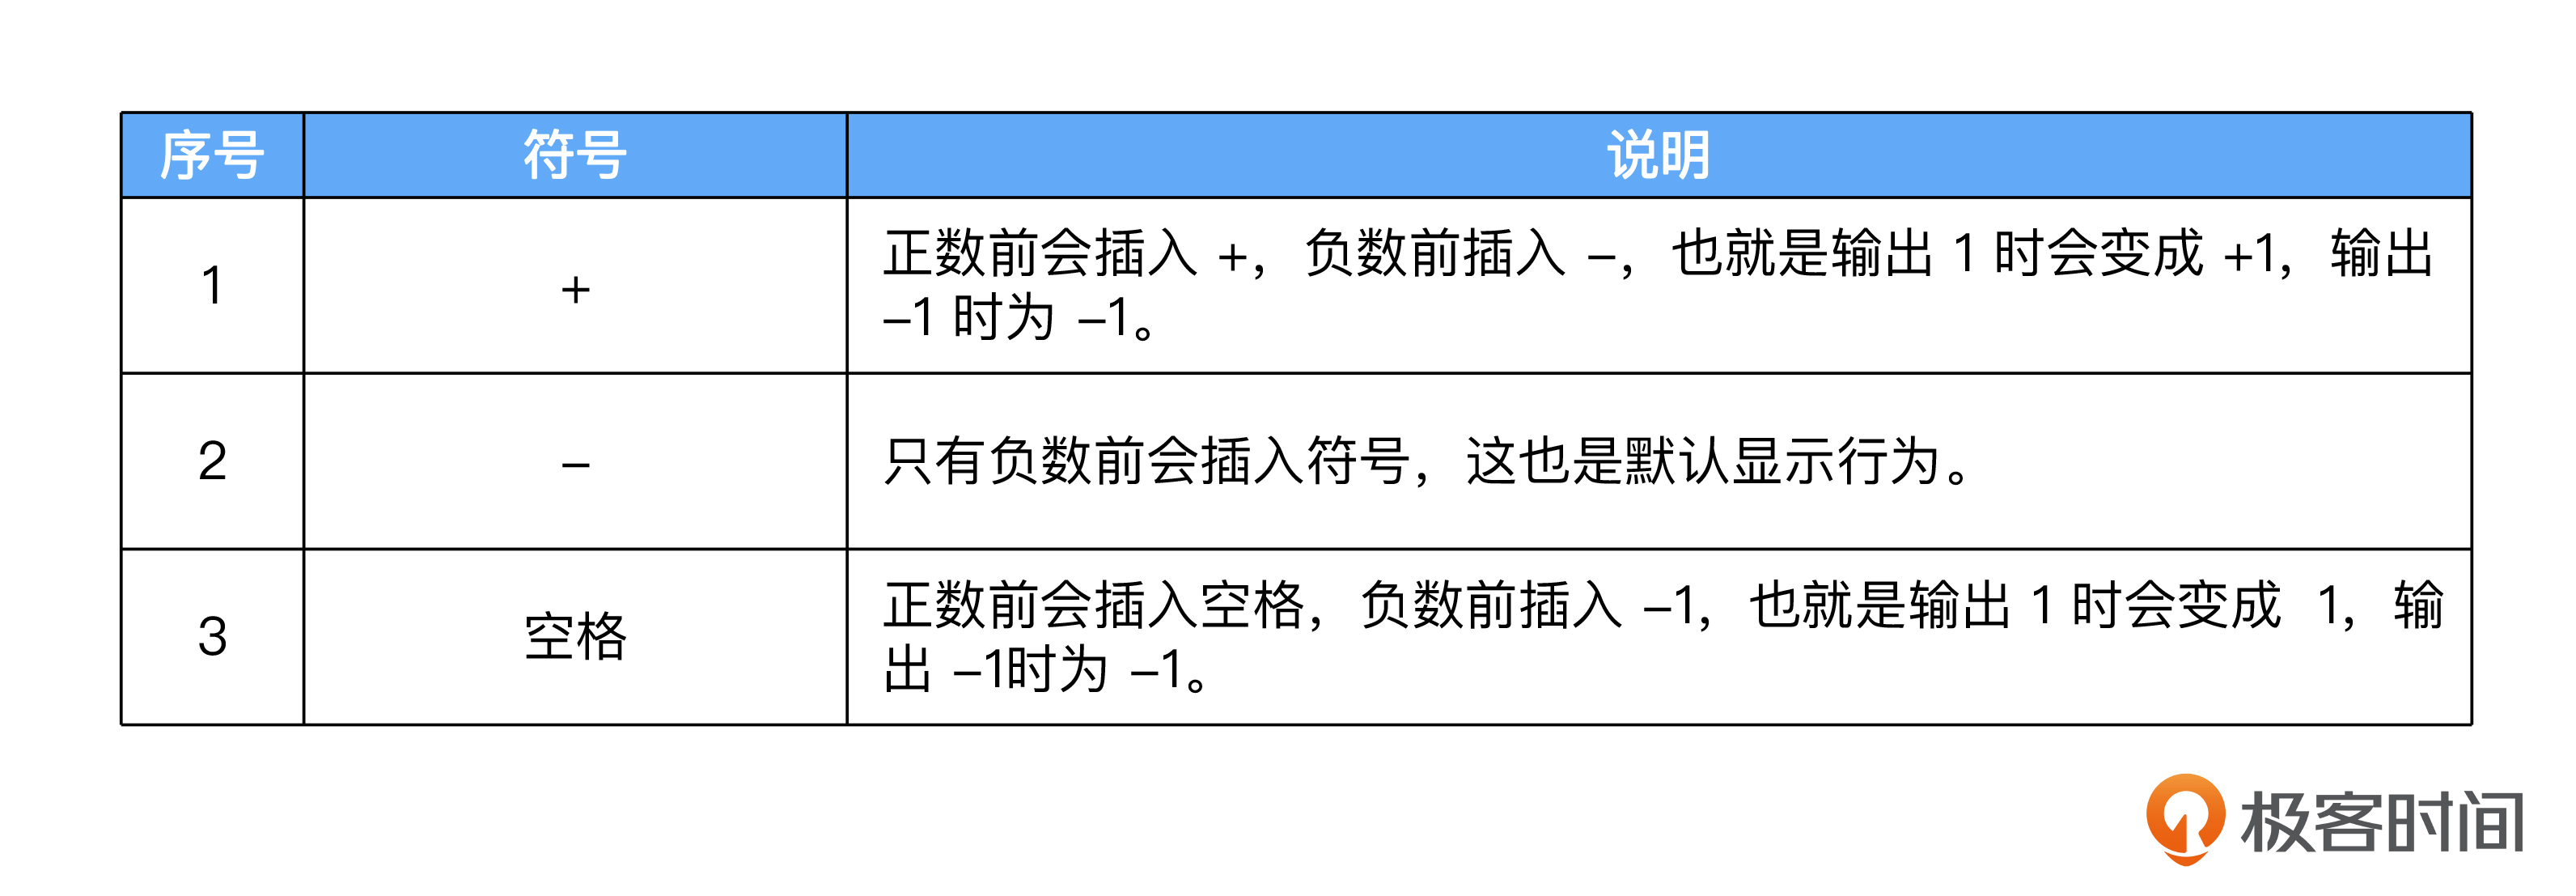 序号 符号 说明
1 + 正数前会插入 +，负数前插入 –，也就是输出 1 时会变成 +1，输出
–1 时为 –1。
2 – 只有负数前会插入符号，这也是默认显示行为。
3 空格 正数前会插入空格，负数前插入 –1，也就是输出 1 时会变成  1，输
出 –1时为 –1。
极客时间